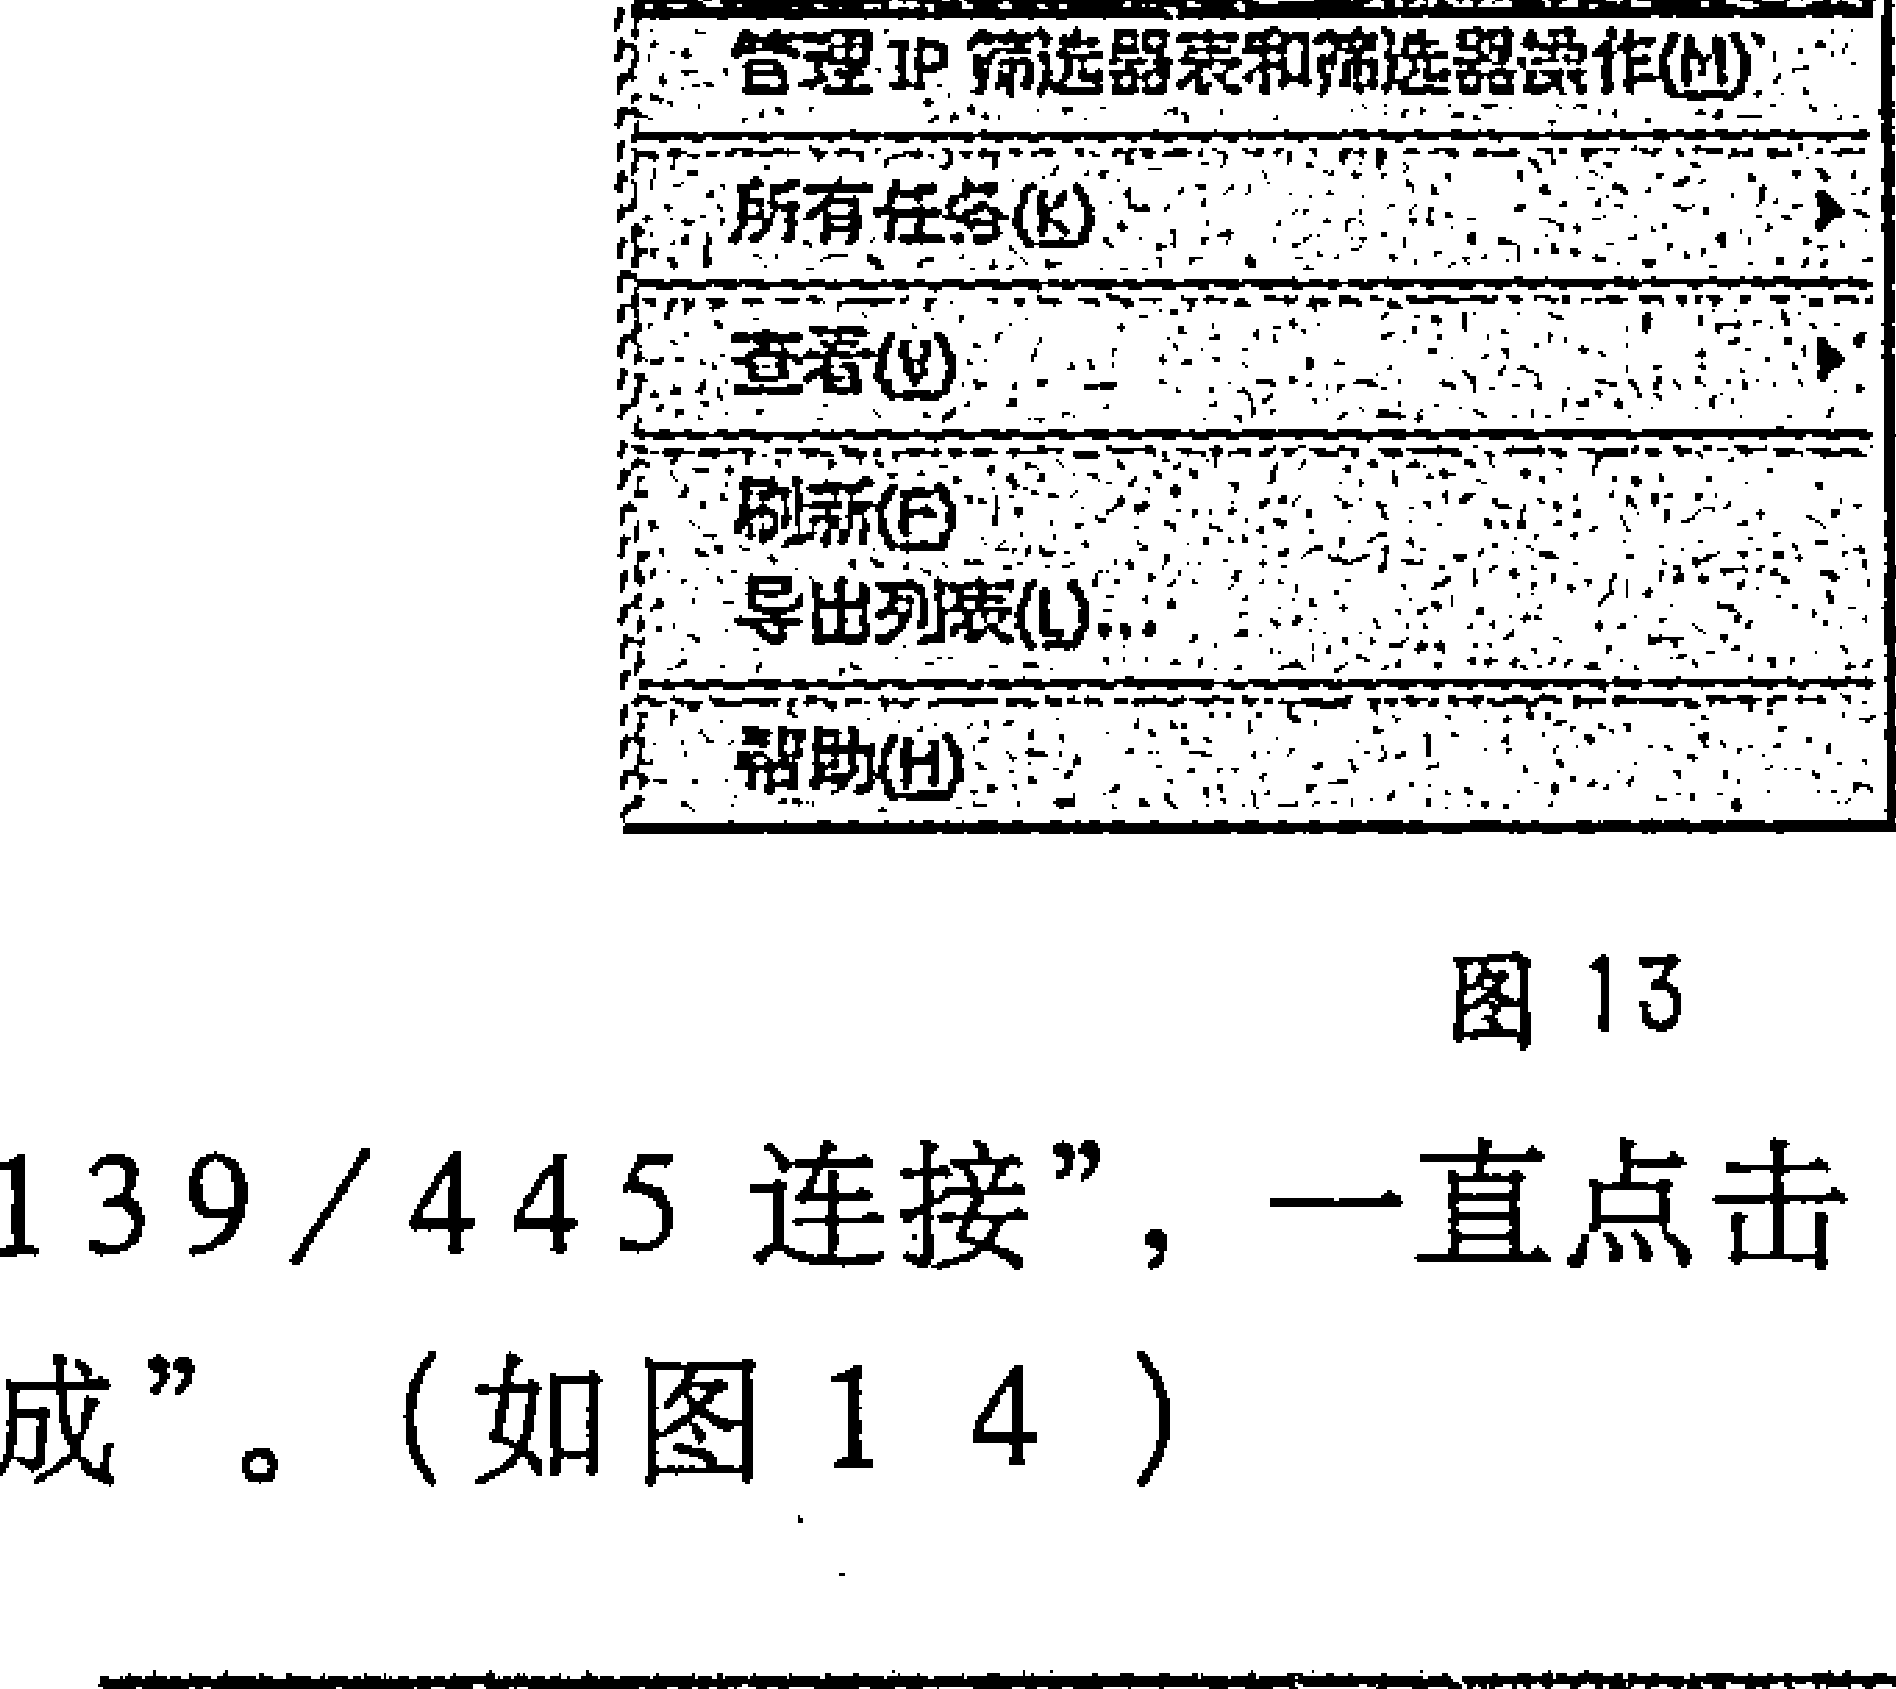 管理 IP 筛选器表和筛选器操作(M)
所有任务(K)
查看(V)
刷新(F)
导出列表(L)...
帮助(H)
图 13
139/445 连接”，一直点击
成”。（如图 1 4 ）